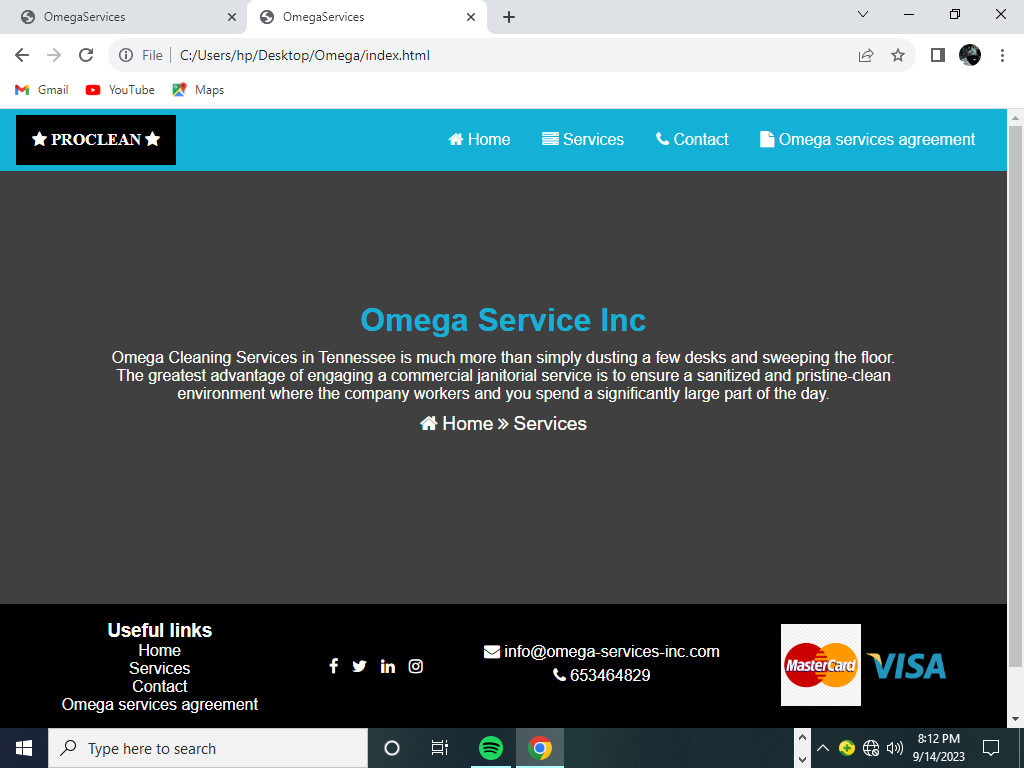 OmegaServices
OmegaServices
File C:/Users/hp/Desktop/Omega/index.html
Gmail YouTube Maps
PROCLEAN Home Services Contact Omega services agreement
Omega Service Inc
Omega Cleaning Services in Tennessee is much more than simply dusting a few desks and sweeping the floor.
The greatest advantage of engaging a commercial janitorial service is to ensure a sanitized and pristine-clean
environment where the company workers and you spend a significantly large part of the day.
Home » Services
Useful links
Home
Services
Contact
Omega services agreement
info@omega-services-inc.com
653464829
MasterCard VISA
Type here to search
8:12 PM
9/14/2023